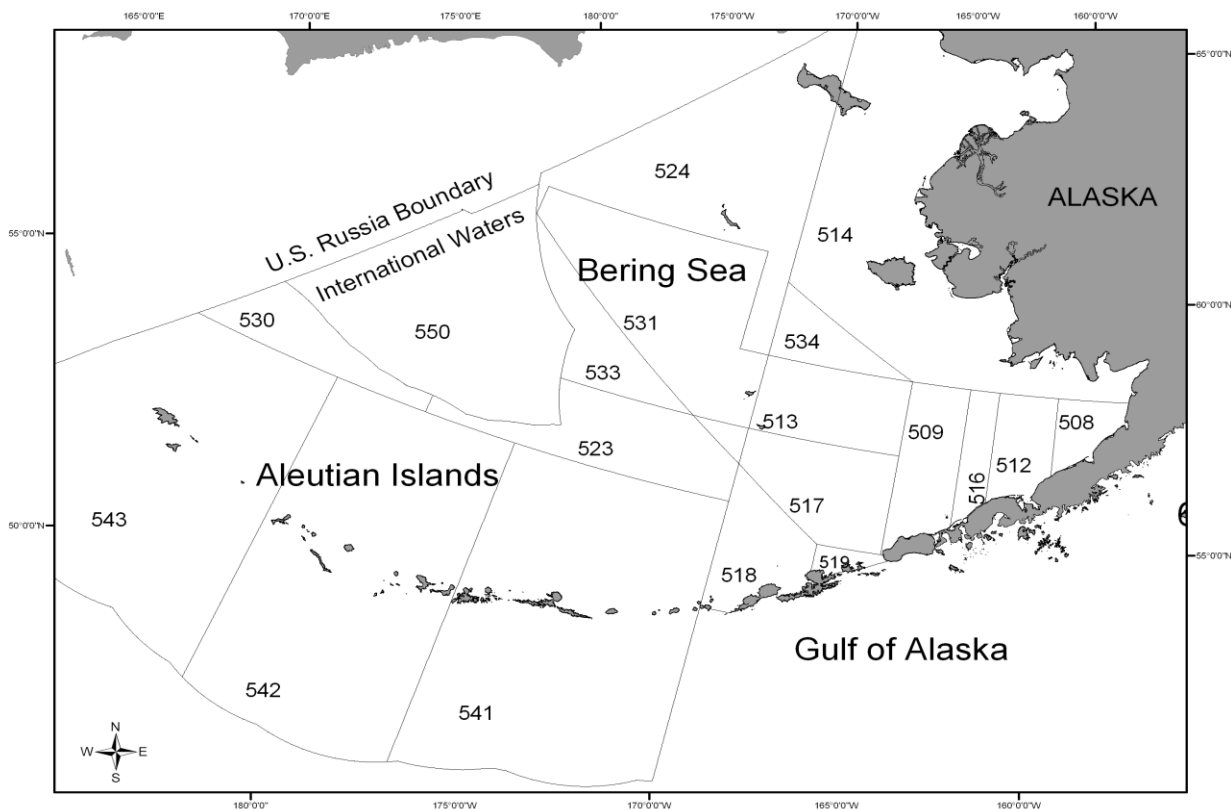 165°0'0"E 170°0'0"E 175°0'0"E 180°0'0" 175°0'0"W 170°0'0"W 165°0'0"W 160°0'0"W
65°0'0"N
524
ALASKA
55°0'0"N
U.S. Russia Boundary
514
International Waters
Bering Sea
60°0'0"N
530
550
531
534
533
513
509
508
523
512
Aleutian Islands
516
517
543
50°0'0"N
55°0'0"N
519
518
Gulf of Alaska
542
541
N
W E
S
180°0'0" 175°0'0"W 170°0'0"W 165°0'0"W 160°0'0"W